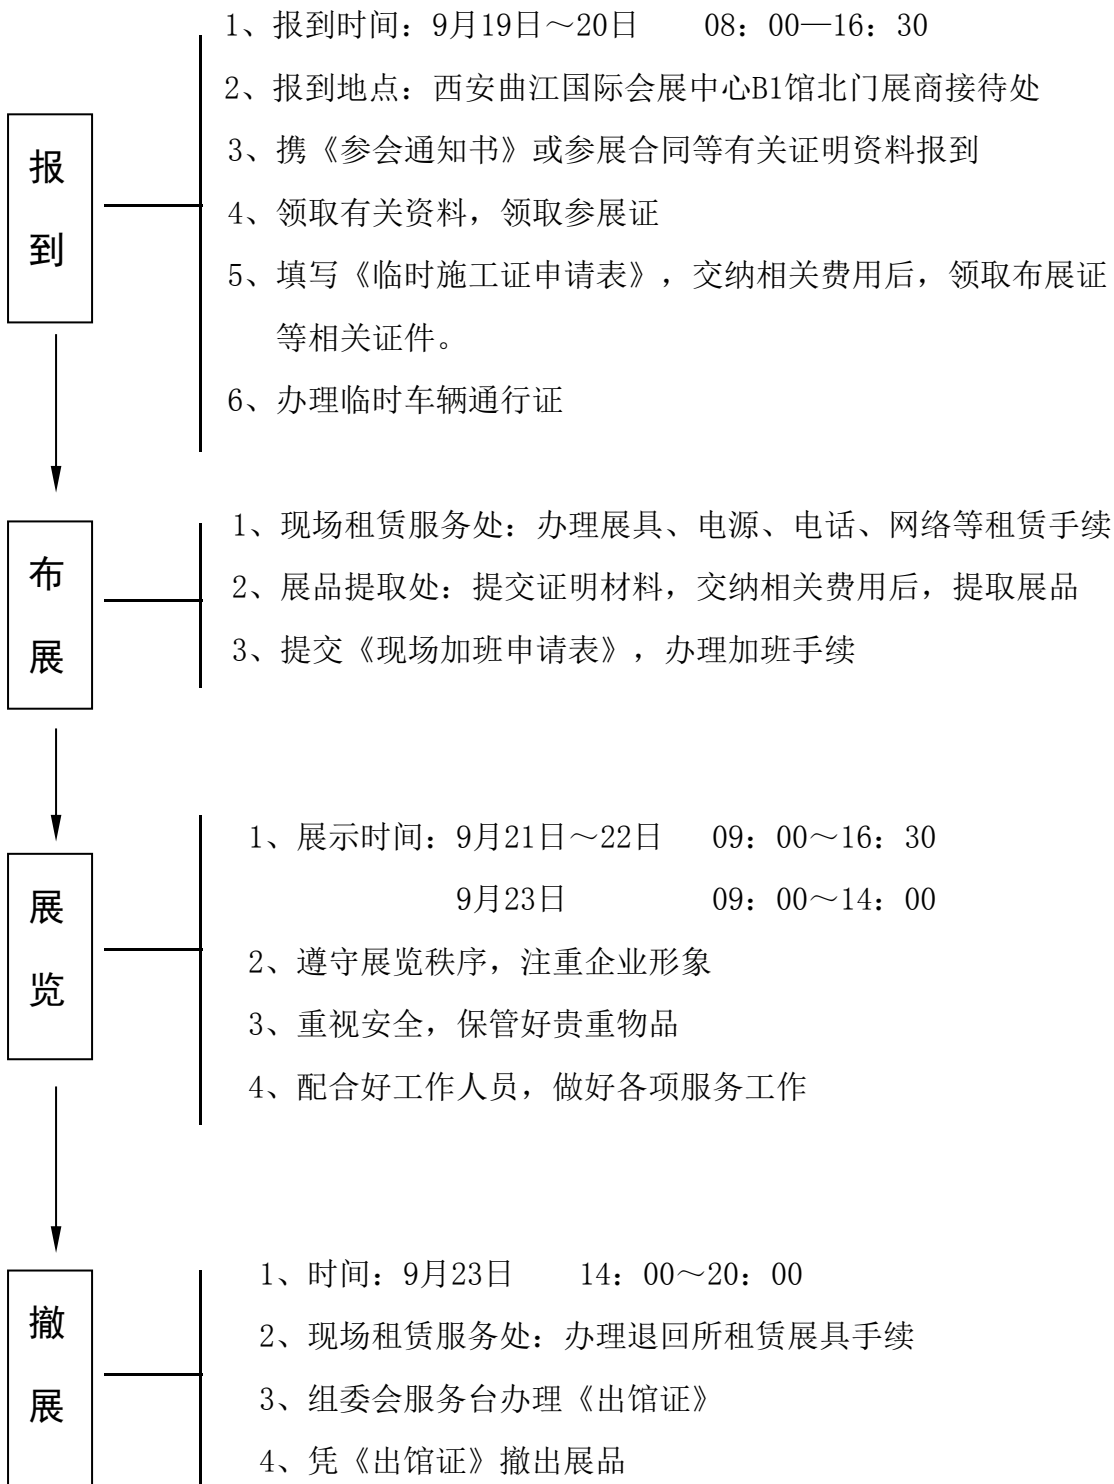 报到
1、报到时间：9月19日～20日 08：00—16：30
2、报到地点：西安曲江国际会展中心B1馆北门展商接待处
3、携《参会通知书》或参展合同等有关证明资料报到
4、领取有关资料，领取参展证
5、填写《临时施工证申请表》，交纳相关费用后，领取布展证
等相关证件。
6、办理临时车辆通行证
布展
1、现场租赁服务处：办理展具、电源、电话、网络等租赁手续
2、展品提取处：提交证明材料，交纳相关费用后，提取展品
3、提交《现场加班申请表》，办理加班手续
展览
1、展示时间：9月21日～22日 09：00～16：30
9月23日 09：00～14：00
2、遵守展览秩序，注重企业形象
3、重视安全，保管好贵重物品
4、配合好工作人员，做好各项服务工作
撤展
1、时间：9月23日 14：00～20：00
2、现场租赁服务处：办理退回所租赁展具手续
3、组委会服务台办理《出馆证》
4、凭《出馆证》撤出展品